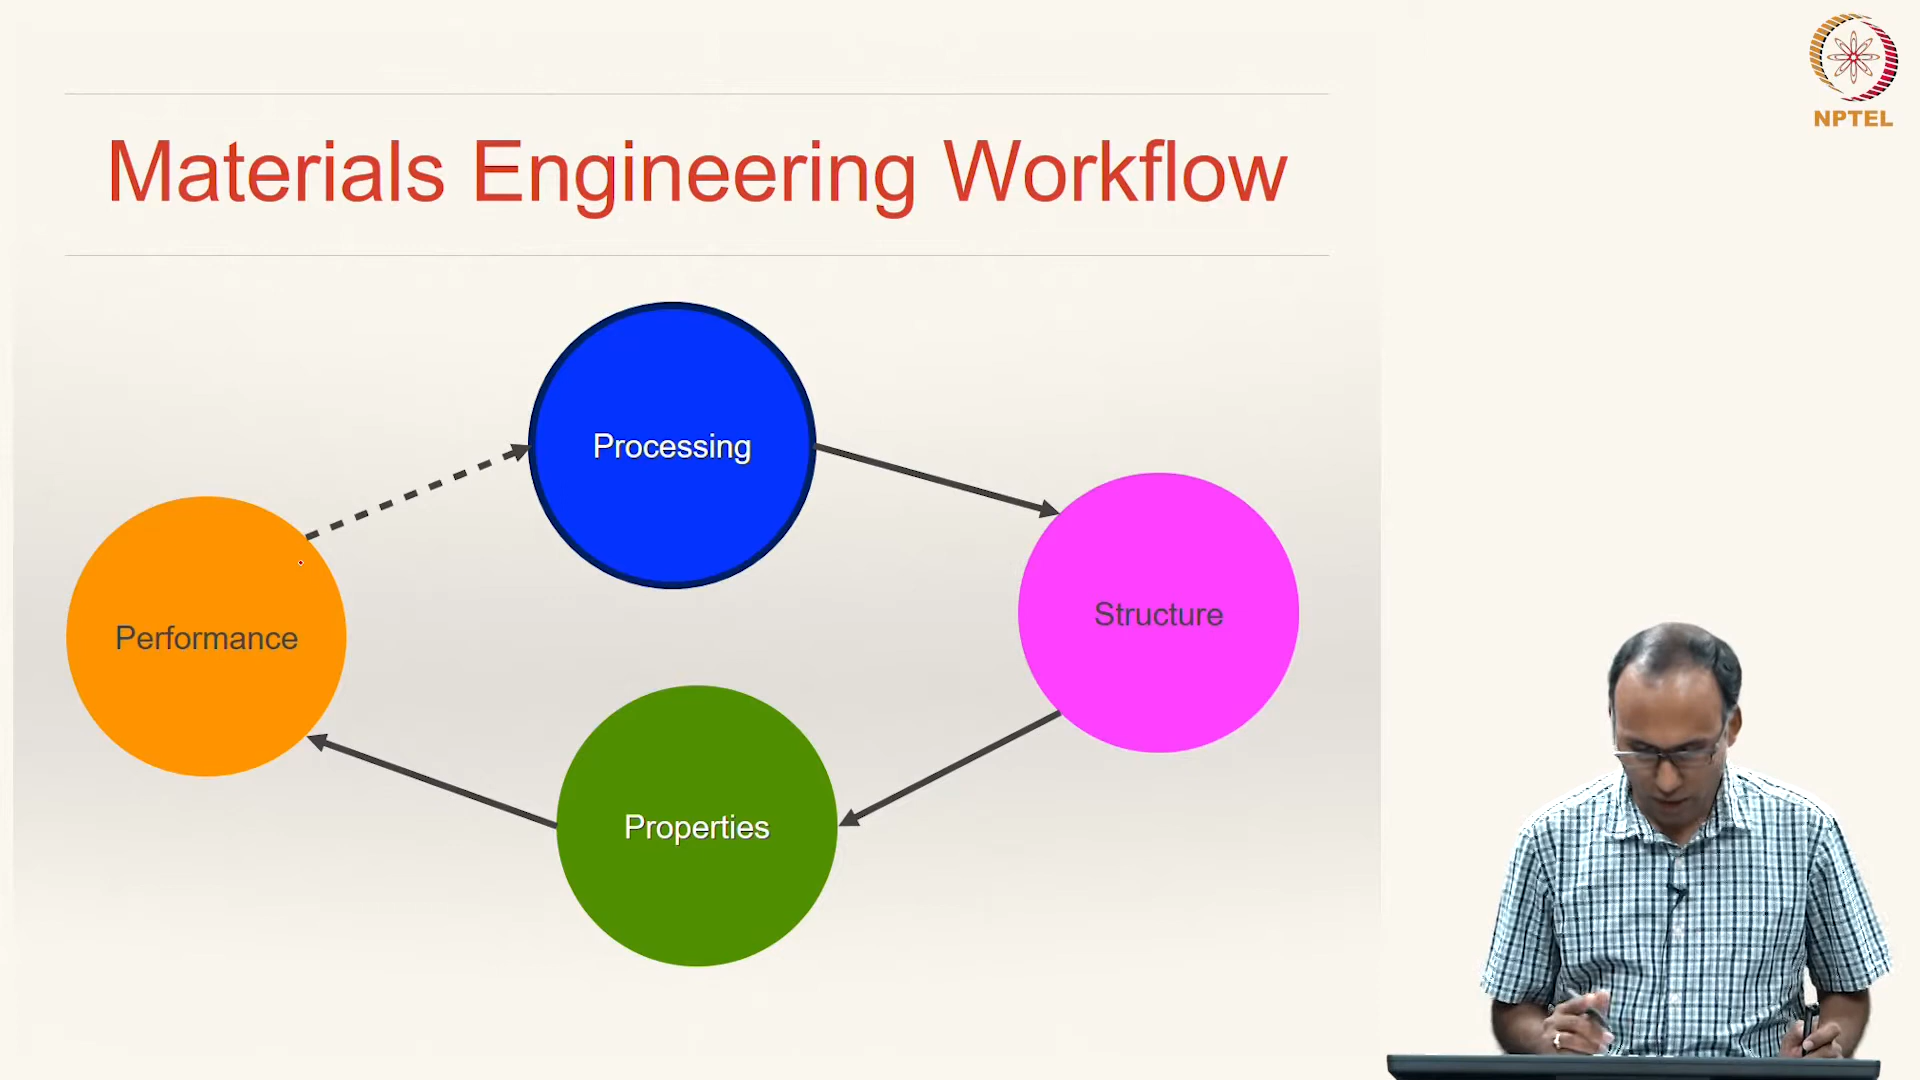 NPTEL
Materials Engineering Workflow
Processing
Structure
Performance
Properties